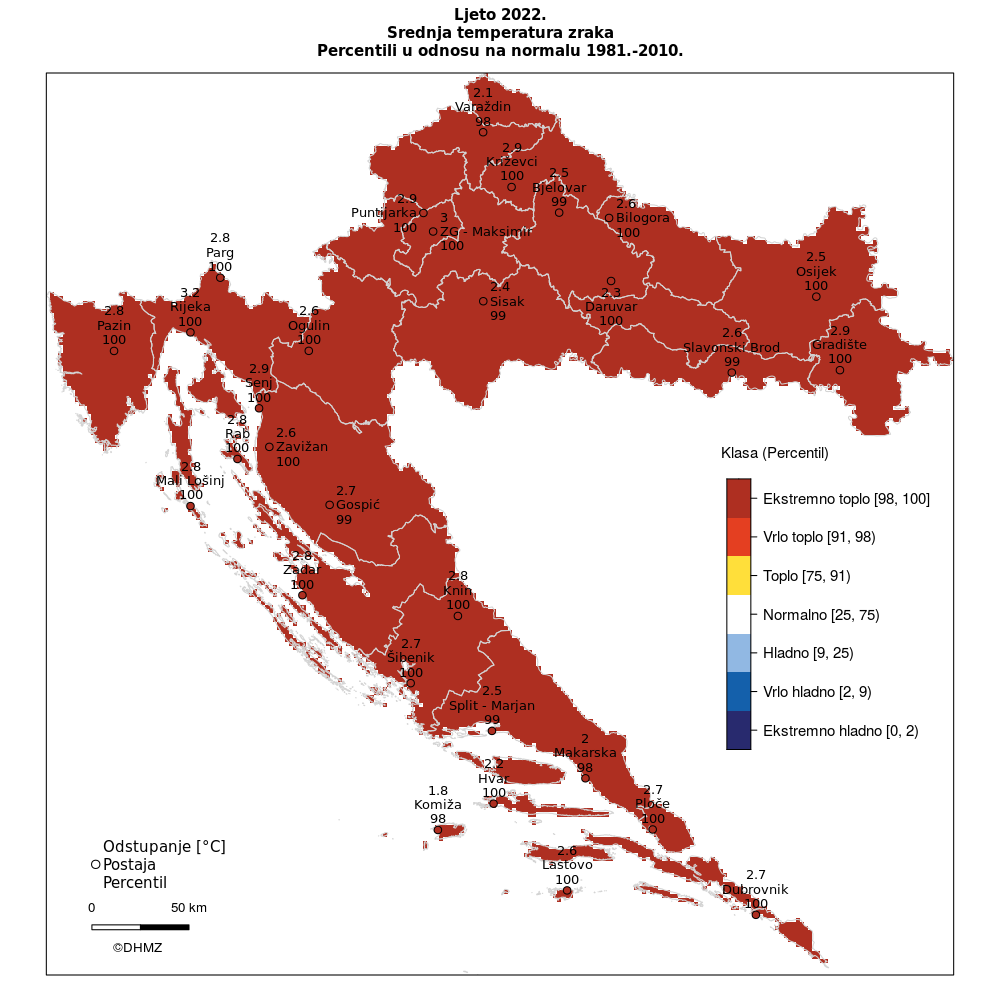 Ljeto 2022.
Srednja temperatura zraka
Percentili u odnosu na normalu 1981.-2010.
2.1
Varaždin
98
2.9
Križevci
100
2.5
Bjelovar
99
2.9
Puntijarka
100
3
ZG - Maksimir
100
2.6
Bilogora
100
2.8
Parg
100
2.5
Osijek
100
3.2
Rijeka
100
2.8
Pazin
100
2.6
Ogulin
100
2.4
Sisak
99
2.3
Daruvar
100
2.6
Slavonski Brod
99
2.9
Gradište
100
2.9
Senj
100
2.8
Rab
100
2.6
Zavižan
100
2.8
Mali Lošinj
100
2.7
Gospić
99
2.8
Zadar
100
2.8
Knin
100
2.7
Šibenik
100
2.5
Split - Marjan
99
2
Makarska
98
2.2
Hvar
100
1.8
Komiža
98
2.7
Ploče
100
2.6
Lastovo
100
2.7
Dubrovnik
100
Klasa (Percentil)
Ekstremno toplo [98, 100]
Vrlo toplo [91, 98)
Toplo [75, 91)
Normalno [25, 75)
Hladno [9, 25)
Vrlo hladno [2, 9)
Ekstremno hladno [0, 2)
Odstupanje [°C]
Postaja
Percentil
0 50 km
©DHMZ